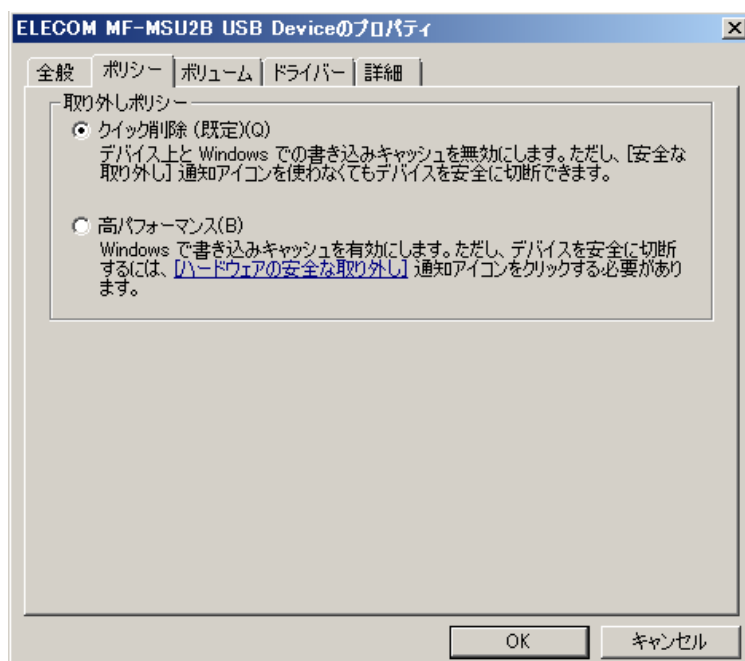 ELECOM MF-MSU2B USB Deviceのプロパティ
全般 ポリシー ボリューム ドライバー 詳細
取り外しポリシー
クイック削除 (既定)(Q)
デバイス上と Windows での書き込みキャッシュを無効にします。ただし、[安全な
取り外し] 通知アイコンを使わなくてもデバイスを安全に切断できます。
高パフォーマンス(B)
Windows で書き込みキャッシュを有効にします。ただし、デバイスを安全に切断
するには、[ハードウェアの安全な取り外し] 通知アイコンをクリックする必要があり
ます。
OK キャンセル